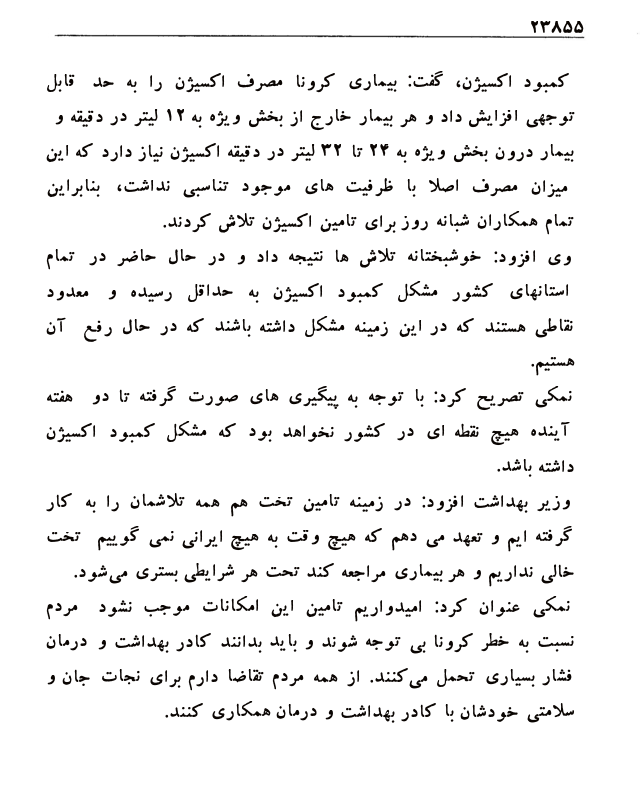 ۲۳۸۵۵
کمبود اکسیژن، گفت: بیماری کرونا مصرف اکسیژن را به حد قابل
توجهی افزایش داد و هر بیمار خارج از بخش ویژه به ۱۲ لیتر در دقیقه و
بیمار درون بخش ویژه به ۲۴ تا ۳۲ لیتر در دقیقه اکسیژن نیاز دارد که این
میزان مصرف اصلا با ظرفیت های موجود تناسبی نداشت، بنابراین
تمام همکاران شبانه روز برای تامین اکسیژن تلاش کردند.
وی افزود: خوشبختانه تلاش ها نتیجه داد و در حال حاضر در تمام
استانهای کشور مشکل کمبود اکسیژن به حداقل رسیده و معدود
نقاطی هستند که در این زمینه مشکل داشته باشند که در حال رفع آن
هستیم.
نمکی تصریح کرد: با توجه به پیگیری های صورت گرفته تا دو هفته
آینده هیچ نقطه ای در کشور نخواهد بود که مشکل کمبود اکسیژن
داشته باشد.
وزیر بهداشت افزود: در زمینه تامین تخت هم همه تلاشمان را به کار
گرفته ایم و تعهد می دهم که هیچ وقت به هیچ ایرانی نمی گوییم تخت
خالی نداریم و هر بیماری مراجعه کند تحت هر شرایطی بستری می‌شود.
نمکی عنوان کرد: امیدواریم تامین این امکانات موجب نشود مردم
نسبت به خطر کرونا بی توجه شوند و باید بدانند کادر بهداشت و درمان
فشار بسیاری تحمل می‌کنند. از همه مردم تقاضا دارم برای نجات جان و
سلامتی خودشان با کادر بهداشت و درمان همکاری کنند.